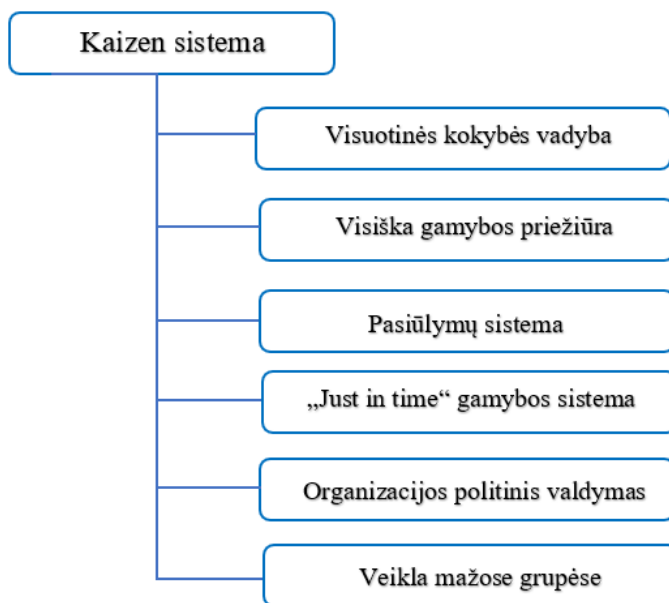 Kaizen sistema
Visuotinės kokybės vadyba
Visiška gamybos priežiūra
Pasiūlymų sistema
„Just in time“ gamybos sistema
Organizacijos politinis valdymas
Veikla mažose grupėse